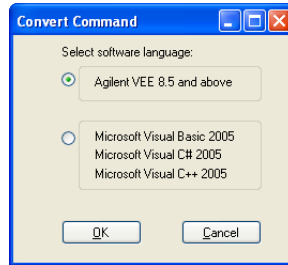 Convert Command
Select software language:
Agilent VEE 8.5 and above
Microsoft Visual Basic 2005
Microsoft Visual C# 2005
Microsoft Visual C++ 2005
OK
Cancel